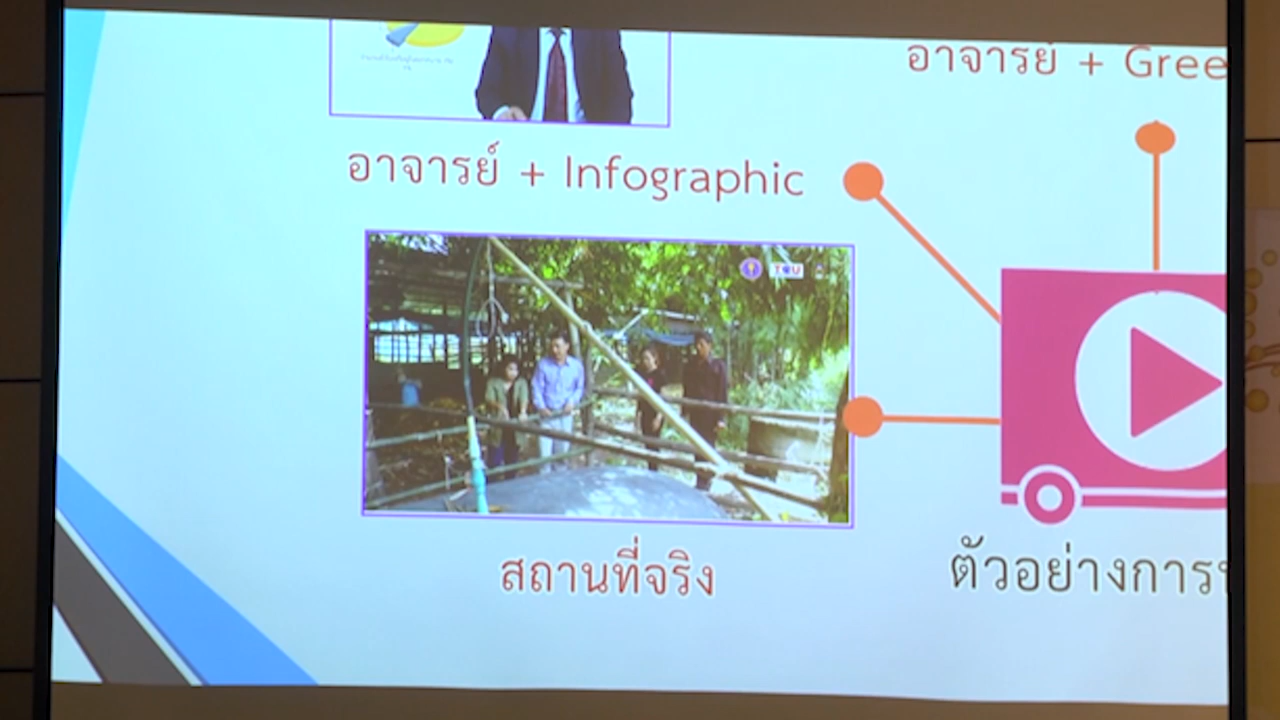 อาจารย์ + Gree
อาจารย์ + Infographic
สถานที่จริง
ตัวอย่างการ